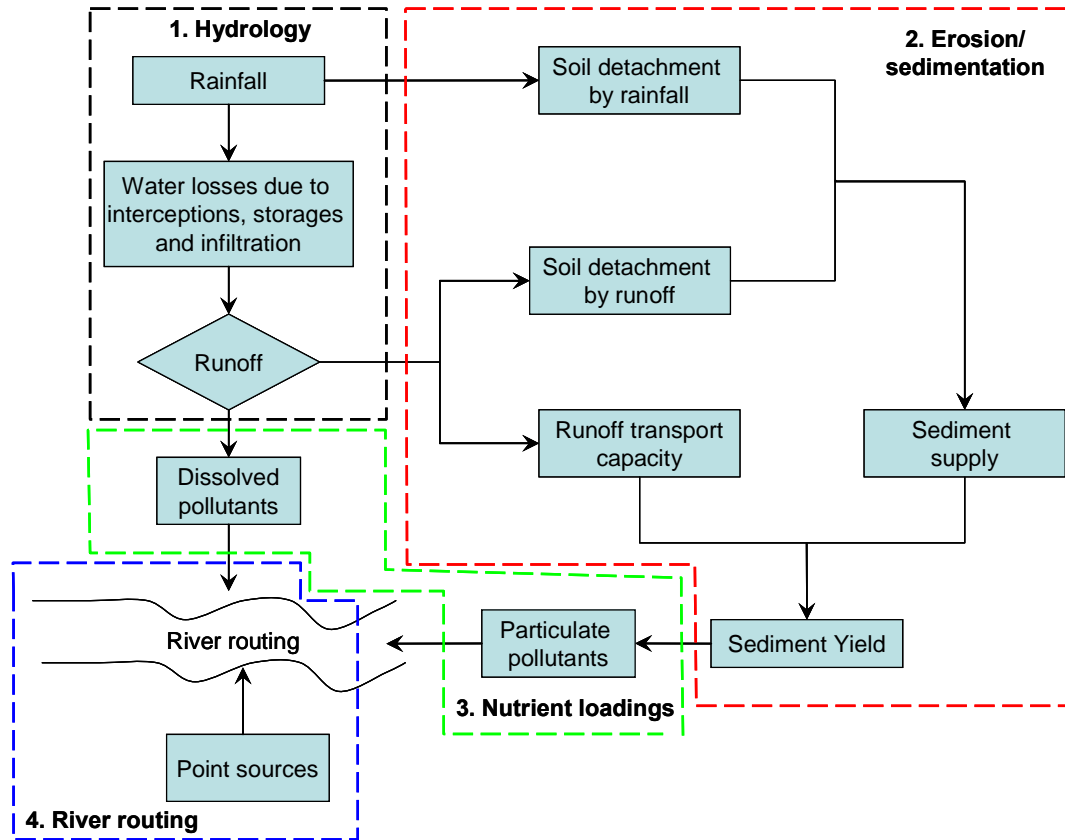 1. Hydrology
Rainfall
Water losses due to
interceptions, storages
and infiltration
Runoff
2. Erosion/
sedimentation
Soil detachment
by rainfall
Soil detachment
by runoff
Runoff transport
capacity
Sediment
supply
Sediment Yield
Dissolved
pollutants
Particulate
pollutants
3. Nutrient loadings
River routing
Point sources
4. River routing